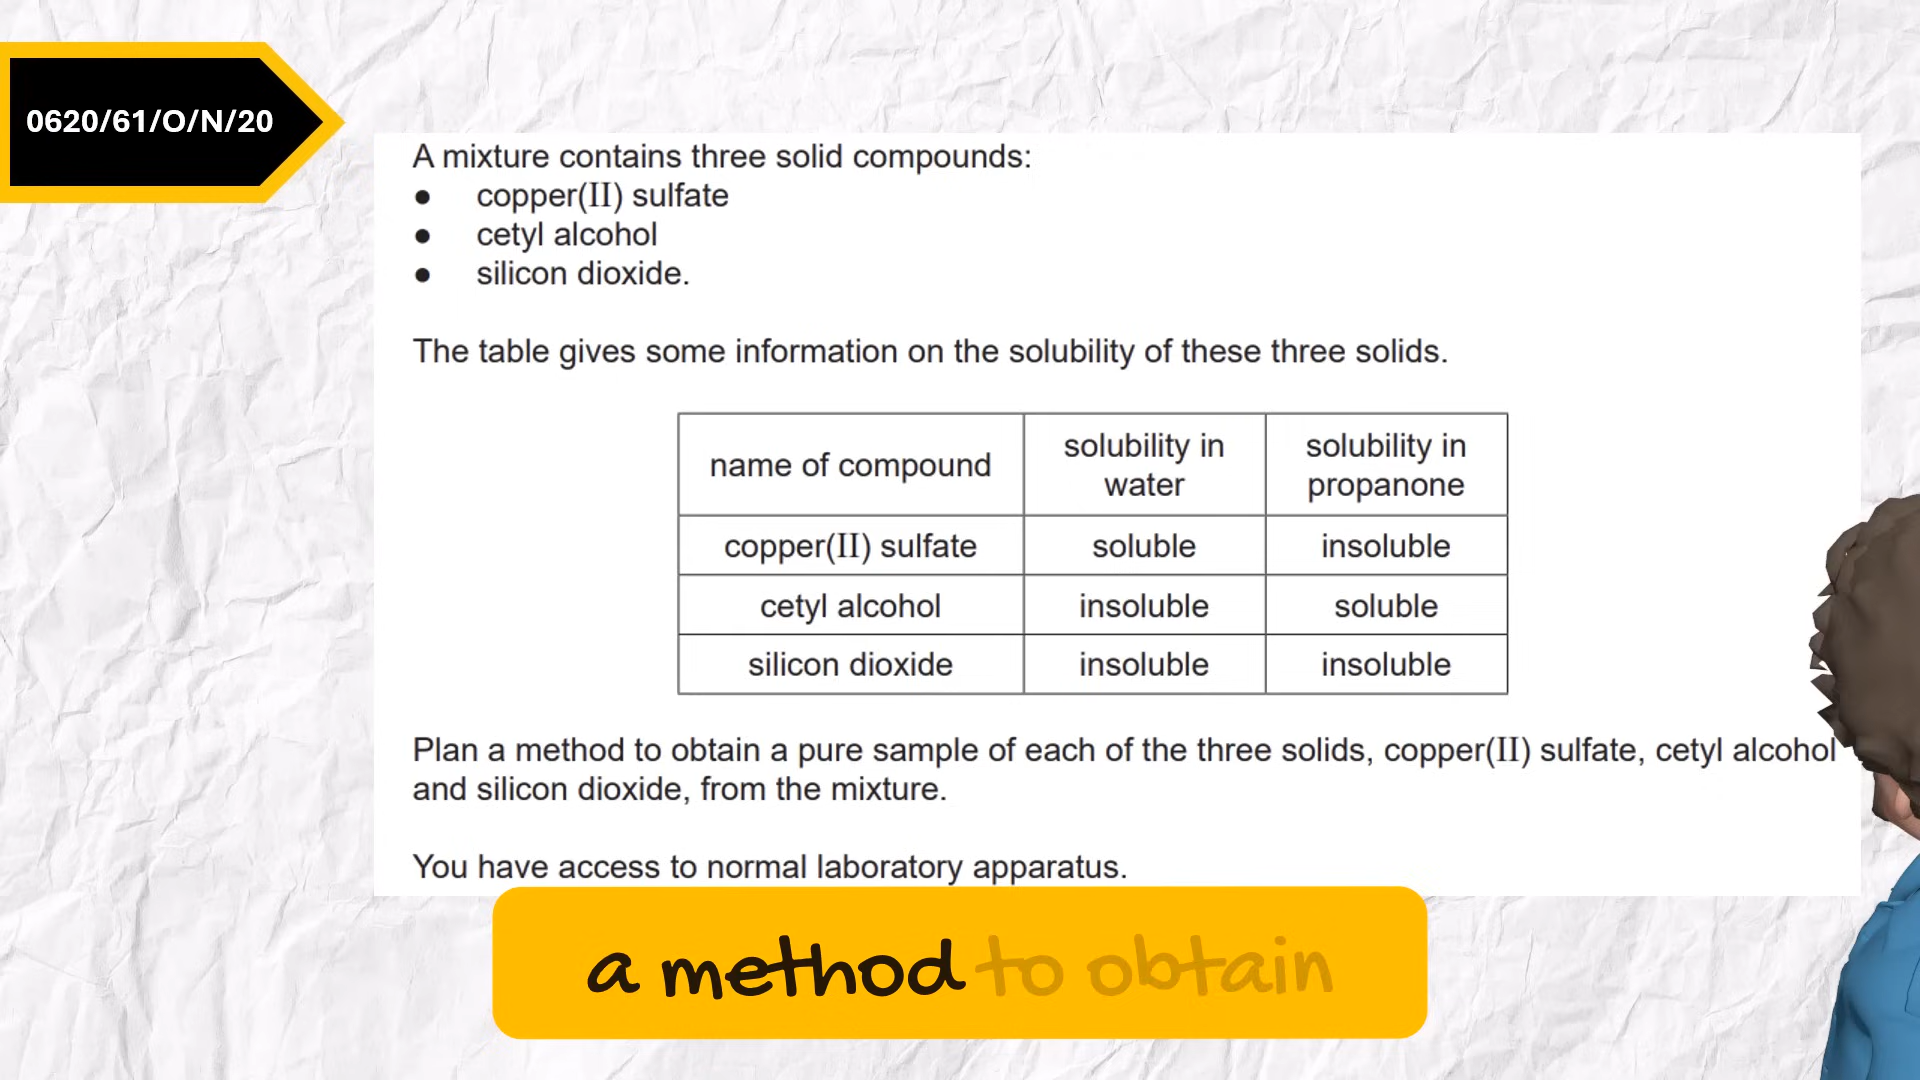 0620/61/O/N/20
A mixture contains three solid compounds:
● copper(II) sulfate
● cetyl alcohol
● silicon dioxide.
The table gives some information on the solubility of these three solids.
name of compound | solubility in water | solubility in propanone
copper(II) sulfate | soluble | insoluble
cetyl alcohol | insoluble | soluble
silicon dioxide | insoluble | insoluble
Plan a method to obtain a pure sample of each of the three solids, copper(II) sulfate, cetyl alcohol
and silicon dioxide, from the mixture.
You have access to normal laboratory apparatus.
a method to obtain